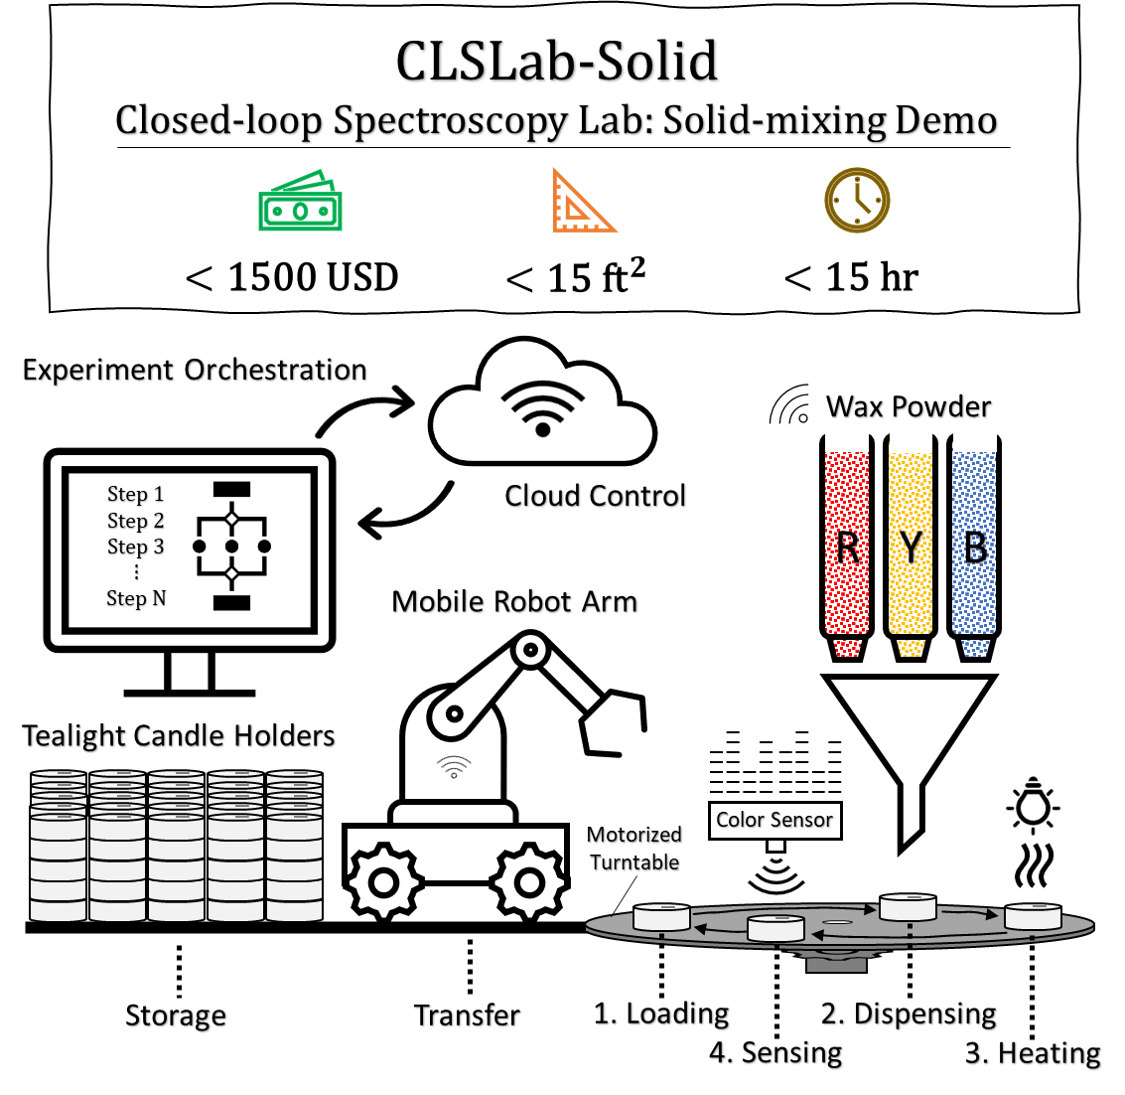 CLSLab-Solid
Closed-loop Spectroscopy Lab: Solid-mixing Demo
< 1500 USD
< 15 ft²
< 15 hr
Experiment Orchestration
Cloud Control
Step 1
Step 2
Step 3
⋮
Step N
Wax Powder
R
Y
B
Mobile Robot Arm
Tealight Candle Holders
Color Sensor
Motorized
Turntable
Storage
Transfer
1. Loading
2. Dispensing
4. Sensing
3. Heating